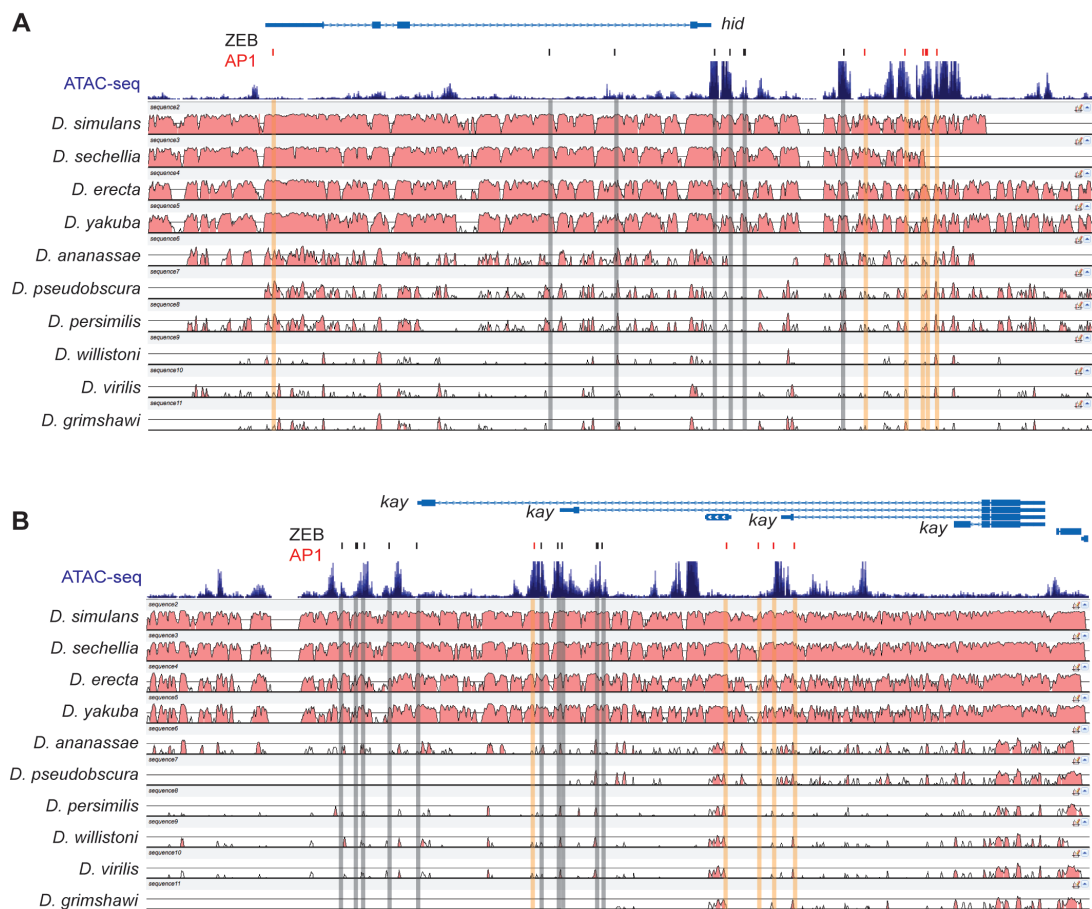 A
hid
ZEB
AP1
ATAC-seq
sequence2
D. simulans
sequence3
D. sechellia
sequence4
D. erecta
sequence5
D. yakuba
sequence6
D. ananassae
sequence7
D. pseudobscura
sequence8
D. persimilis
sequence9
D. willistoni
sequence10
D. virilis
sequence11
D. grimshawi
B
kay
kay
kay
kay
ZEB
AP1
ATAC-seq
sequence2
D. simulans
sequence3
D. sechellia
sequence4
D. erecta
D. yakuba
sequence6
D. ananassae
sequence7
D. pseudobscura
D. persimilis
sequence9
D. willistoni
sequence10
D. virilis
sequence11
D. grimshawi